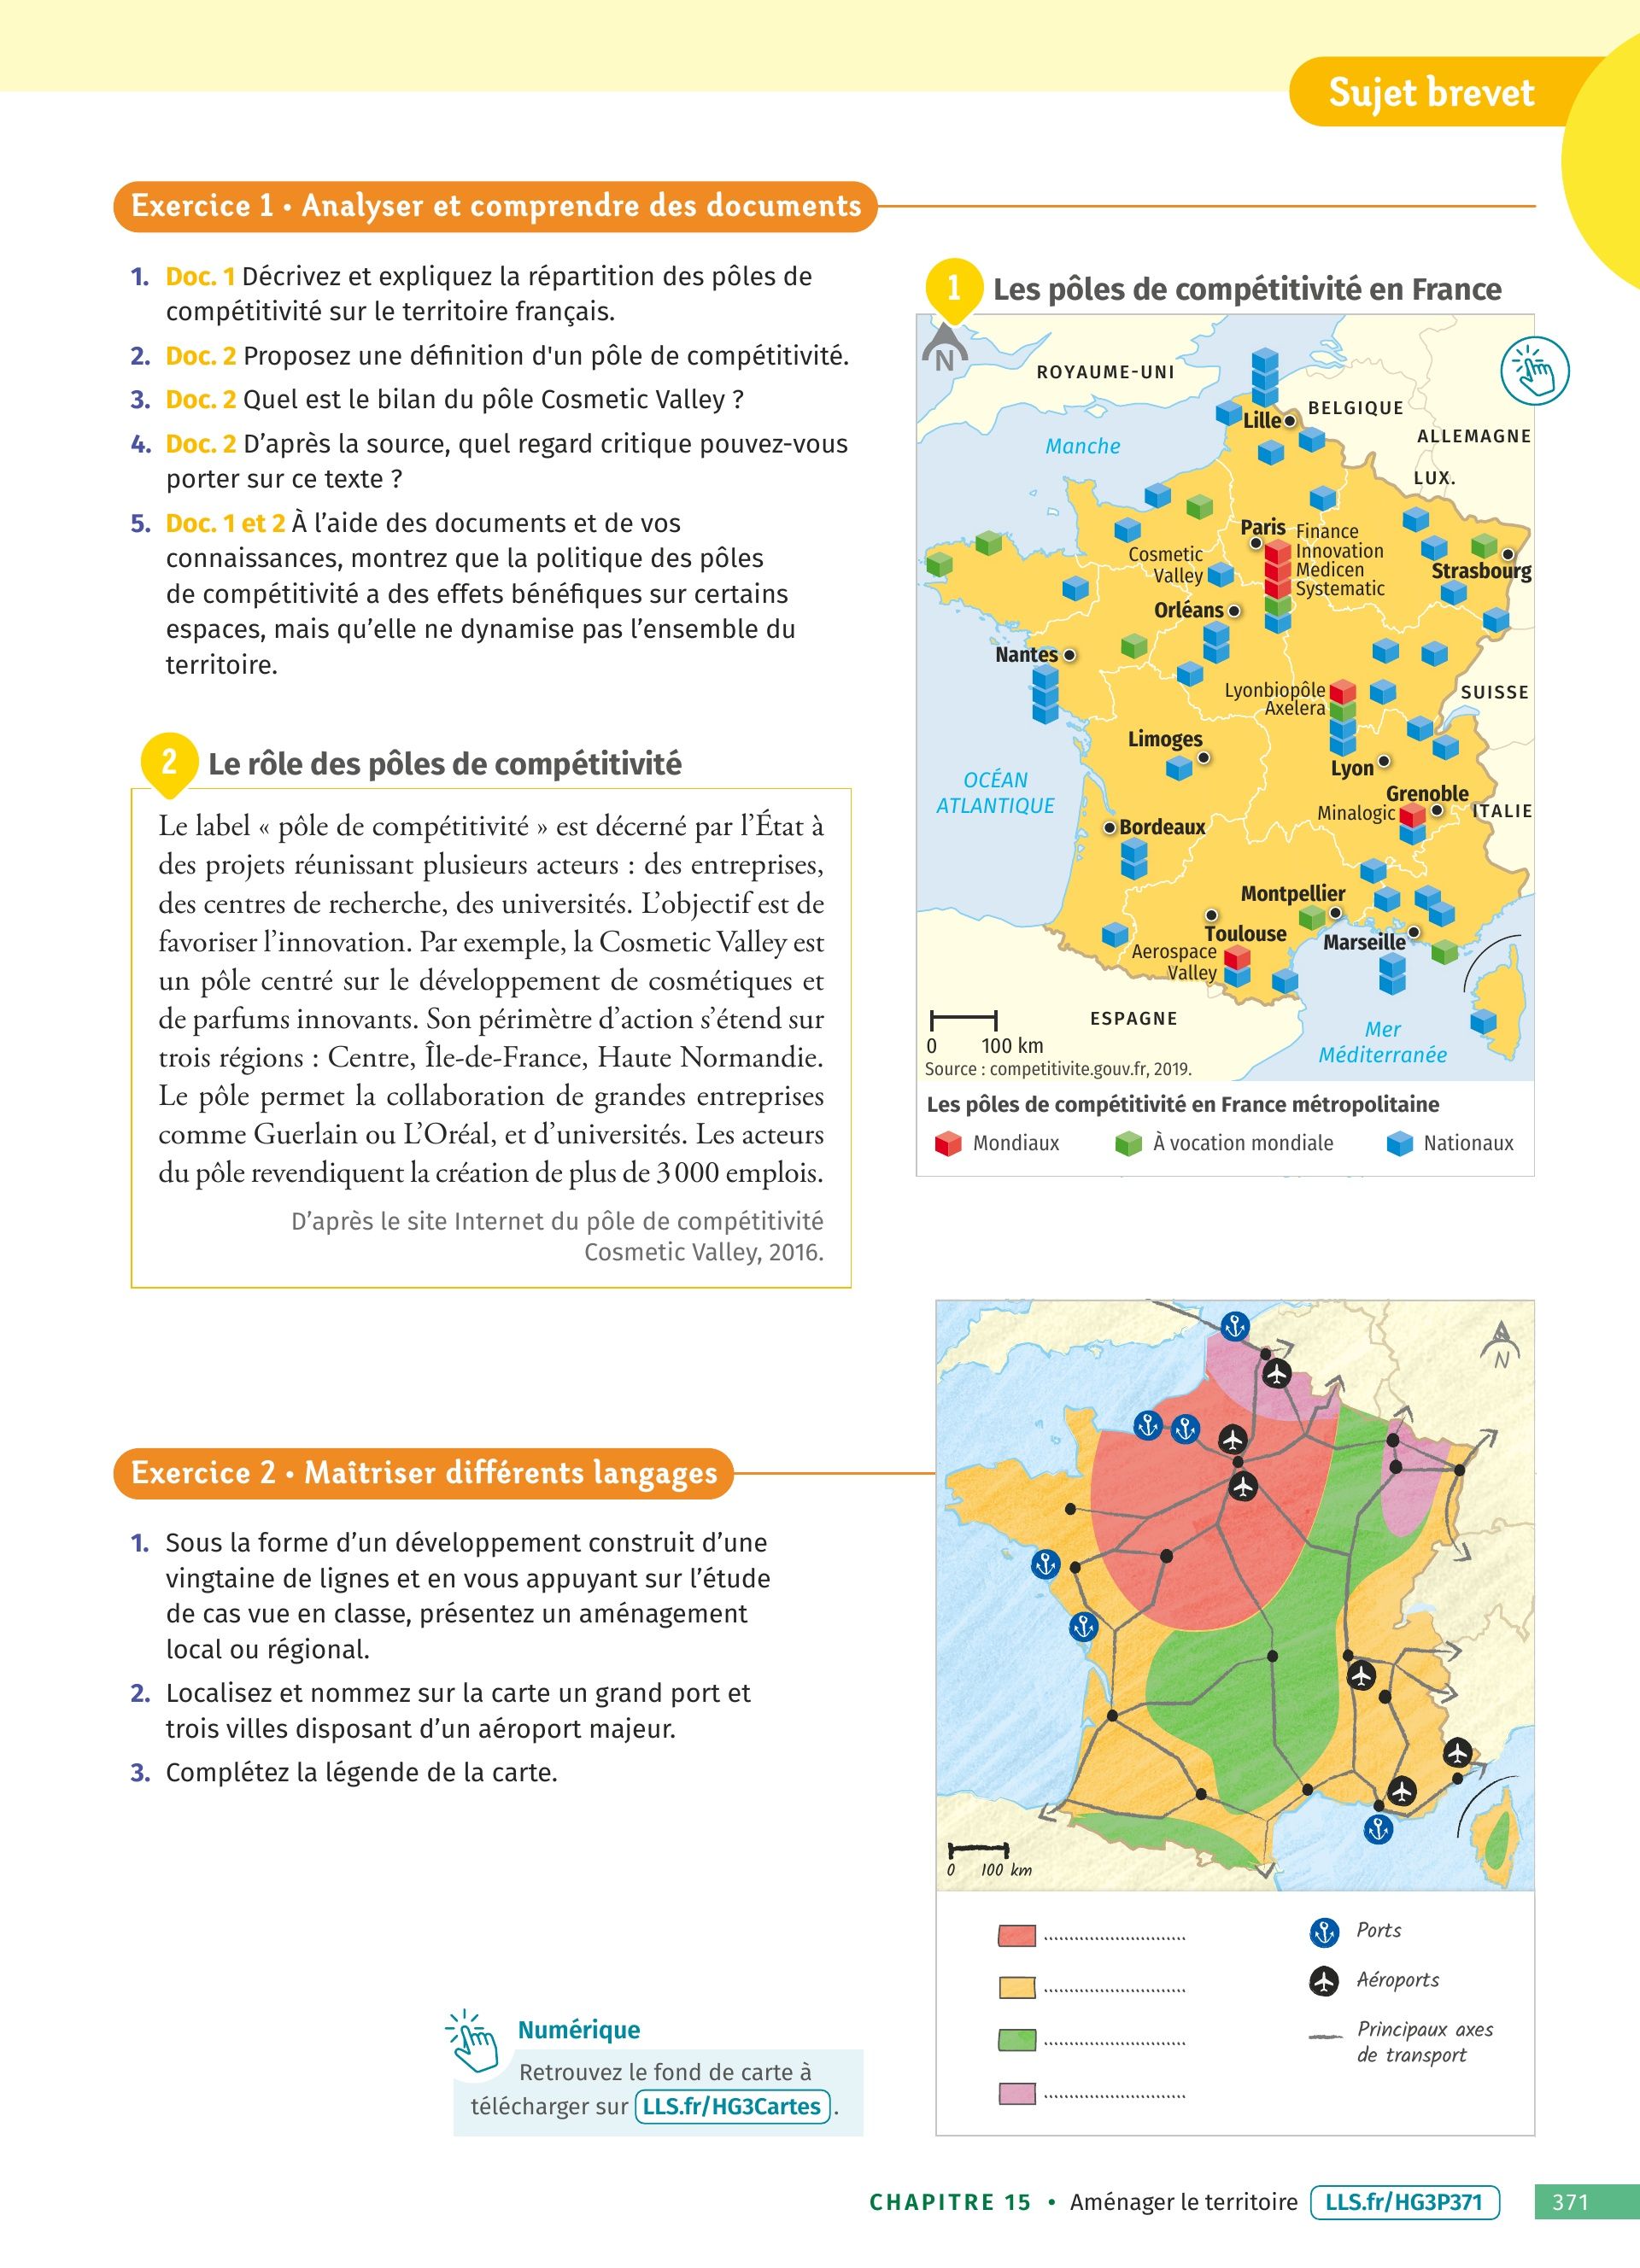 Sujet brevet
Exercice 1 • Analyser et comprendre des documents
1. Doc. 1 Décrivez et expliquez la répartition des pôles de
compétitivité sur le territoire français.
2. Doc. 2 Proposez une définition d'un pôle de compétitivité.
3. Doc. 2 Quel est le bilan du pôle Cosmetic Valley ?
4. Doc. 2 D’après la source, quel regard critique pouvez-vous
porter sur ce texte ?
5. Doc. 1 et 2 À l’aide des documents et de vos
connaissances, montrez que la politique des pôles
de compétitivité a des effets bénéfiques sur certains
espaces, mais qu’elle ne dynamise pas l’ensemble du
territoire.
2 Le rôle des pôles de compétitivité
Le label « pôle de compétitivité » est décerné par l’État à
des projets réunissant plusieurs acteurs : des entreprises,
des centres de recherche, des universités. L’objectif est de
favoriser l’innovation. Par exemple, la Cosmetic Valley est
un pôle centré sur le développement de cosmétiques et
de parfums innovants. Son périmètre d’action s’étend sur
trois régions : Centre, Île-de-France, Haute Normandie.
Le pôle permet la collaboration de grandes entreprises
comme Guerlain ou L’Oréal, et d’universités. Les acteurs
du pôle revendiquent la création de plus de 3 000 emplois.
D’après le site Internet du pôle de compétitivité
Cosmetic Valley, 2016.
1 Les pôles de compétitivité en France
N
ROYAUME-UNI
BELGIQUE
Lille
ALLEMAGNE
Manche
LUX.
Paris
Finance
Innovation
Medicen
Systematic
Cosmetic
Valley
Strasbourg
Orléans
Nantes
Lyonbiopôle
Axelera
SUISSE
Limoges
Lyon
OCÉAN
ATLANTIQUE
Grenoble
Minalogic
ITALIE
Bordeaux
Montpellier
Toulouse
Marseille
Aerospace
Valley
ESPAGNE
Mer
Méditerranée
0 100 km
Source : competitivite.gouv.fr, 2019.
Les pôles de compétitivité en France métropolitaine
Mondiaux
À vocation mondiale
Nationaux
Exercice 2 • Maîtriser différents langages
1. Sous la forme d’un développement construit d’une
vingtaine de lignes et en vous appuyant sur l’étude
de cas vue en classe, présentez un aménagement
local ou régional.
2. Localisez et nommez sur la carte un grand port et
trois villes disposant d’un aéroport majeur.
3. Complétez la légende de la carte.
N
0 100 km
...........................
...........................
...........................
...........................
Ports
Aéroports
Principaux axes
de transport
Numérique
Retrouvez le fond de carte à
télécharger sur LLS.fr/HG3Cartes .
CHAPITRE 15 • Aménager le territoire LLS.fr/HG3P371 371